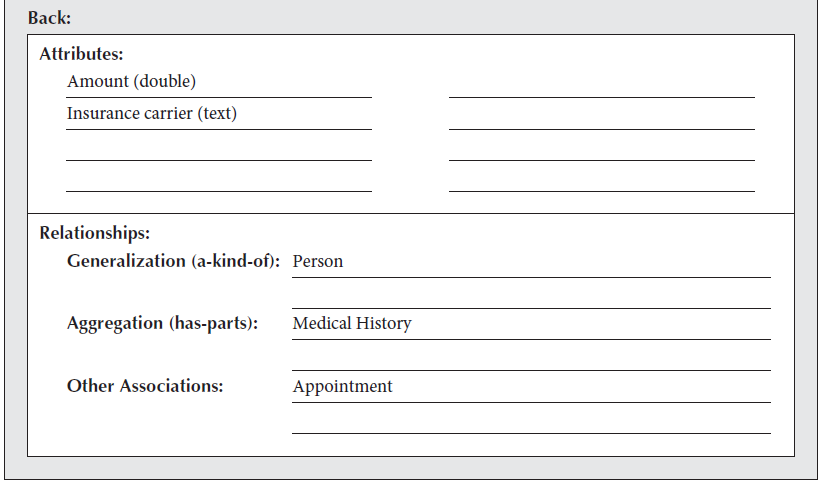 Back:
Attributes:
Amount (double)
Insurance carrier (text)
Relationships:
Generalization (a-kind-of): Person
Aggregation (has-parts): Medical History
Other Associations: Appointment